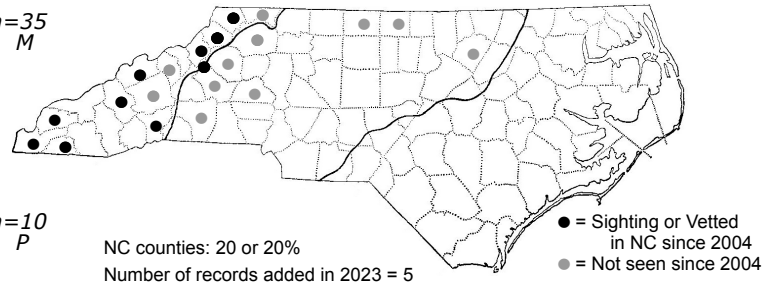 n=35
M
n=10
P
NC counties: 20 or 20%
Number of records added in 2023 = 5
= Sighting or Vetted
in NC since 2004
= Not seen since 2004